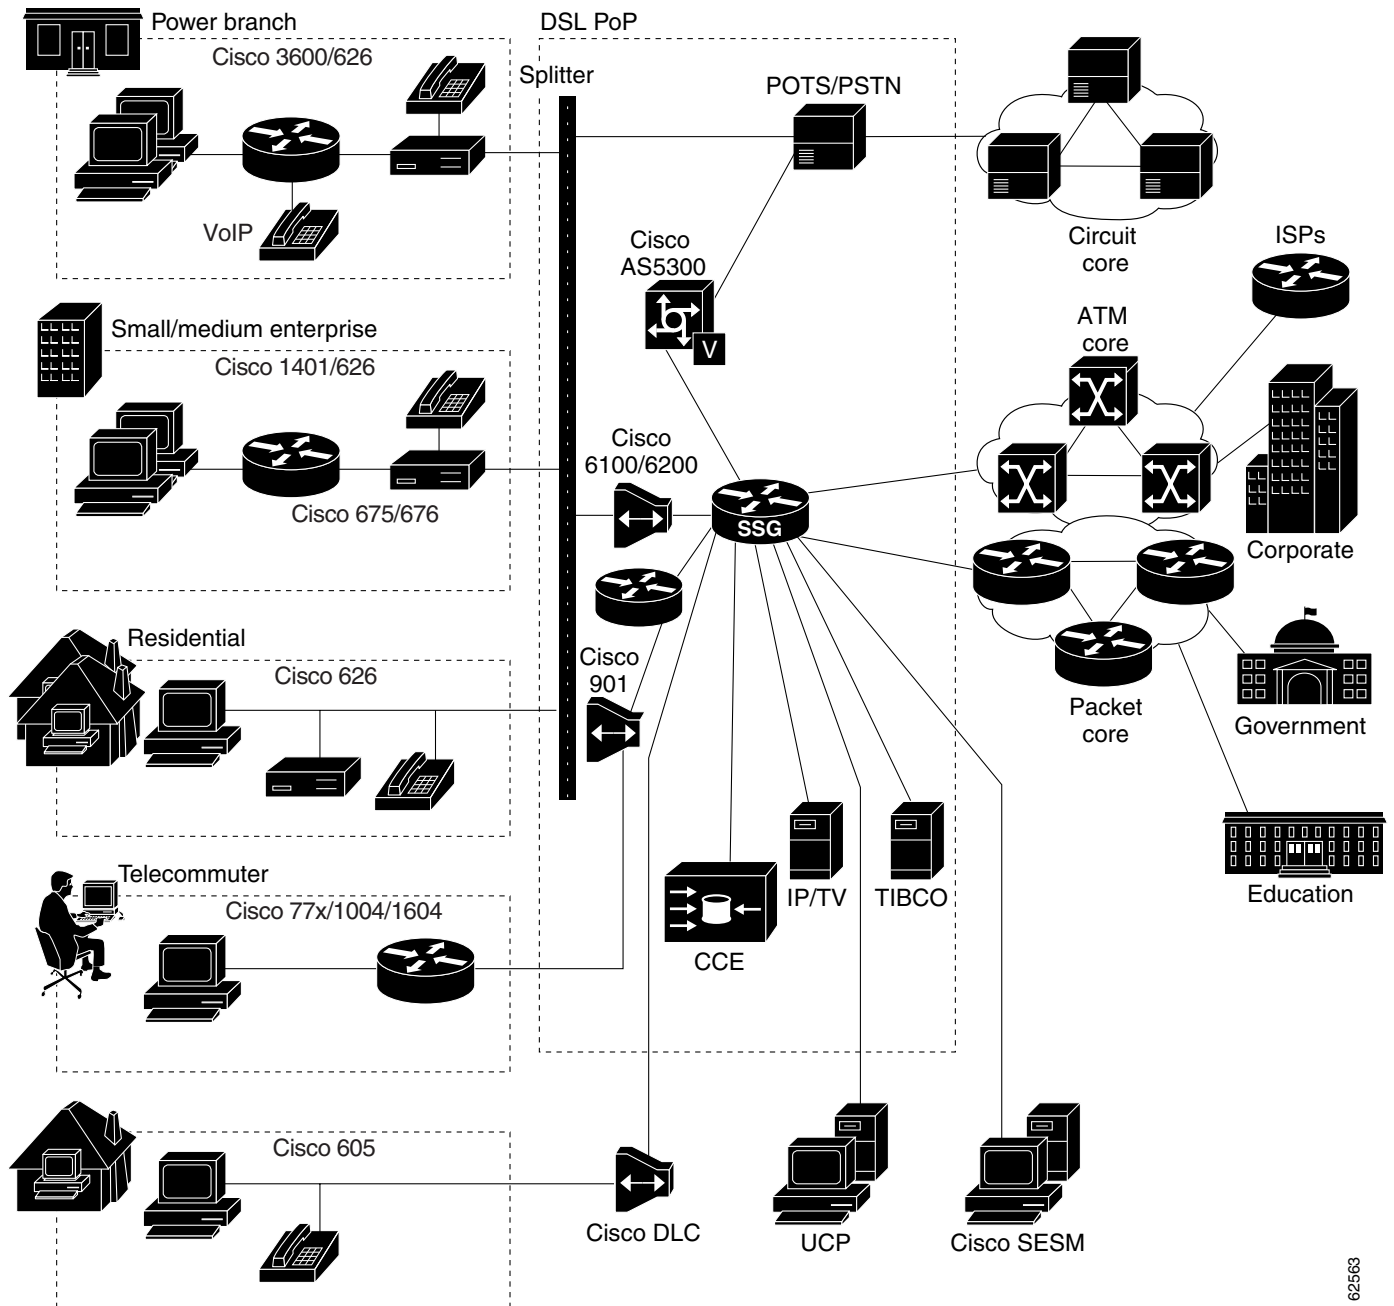 Power branch
DSL PoP
Cisco 3600/626
Splitter
POTS/PSTN
VoIP
Cisco
AS5300
V
Circuit
core
ISPs
Small/medium enterprise
Cisco 1401/626
ATM
core
Cisco
6100/6200
Cisco 675/676
SSG
Corporate
Residential
Cisco 626
Cisco
901
Packet
core
Government
Telecommuter
Cisco 77x/1004/1604
IP/TV
TIBCO
Education
CCE
Cisco 605
Cisco DLC
UCP
Cisco SESM
62563